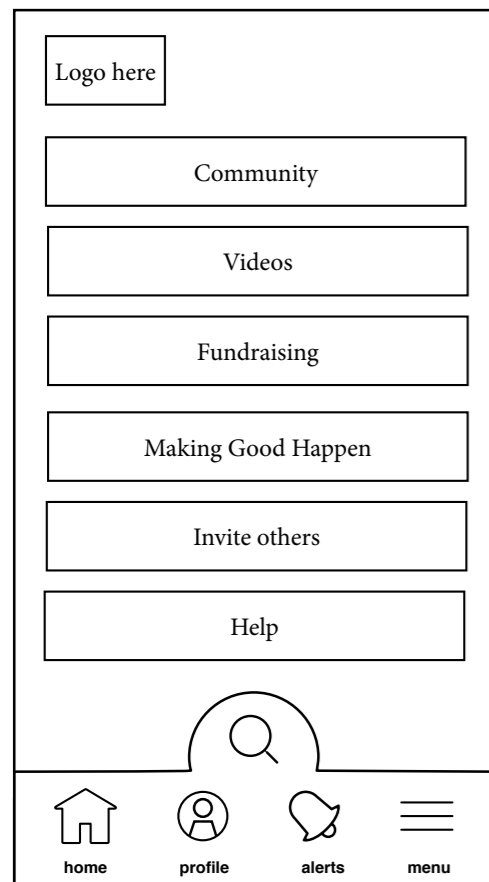 Logo here
Community
Videos
Fundraising
Making Good Happen
Invite others
Help
home profile alerts menu